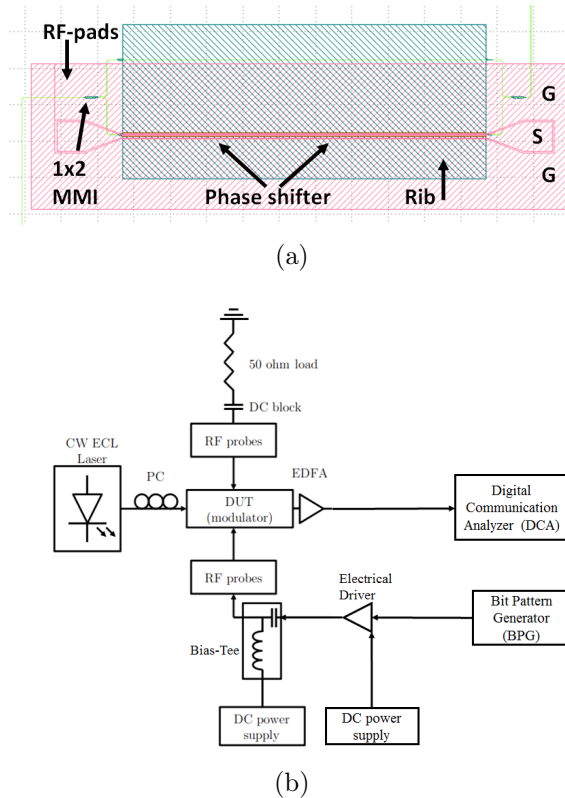 RF-pads
G
S
1x2
MMI
Phase shifter
Rib
G
(a)
50 ohm load
DC block
RF probes
CW ECL
Laser
PC
EDFA
DUT
(modulator)
Digital
Communication
Analyzer (DCA)
RF probes
Electrical
Driver
Bit Pattern
Generator
(BPG)
Bias-Tee
DC power
supply
DC power
supply
(b)